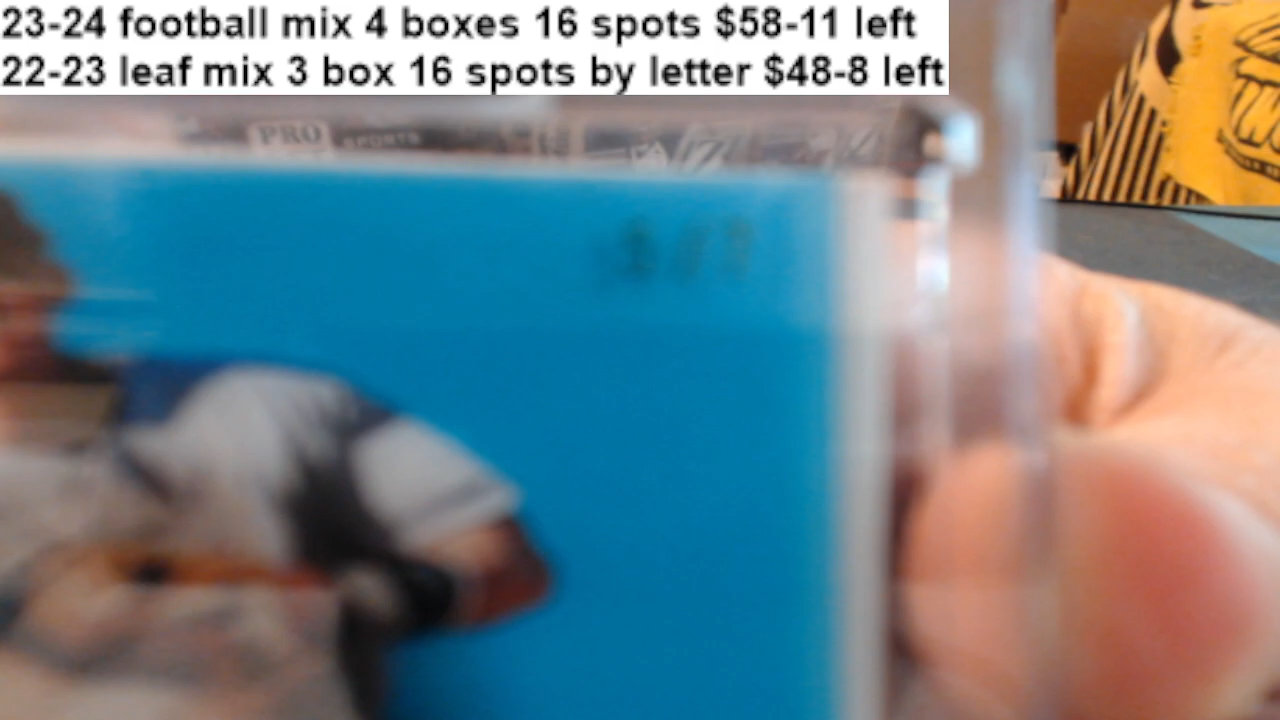 23-24 football mix 4 boxes 16 spots $58-11 left
22-23 leaf mix 3 box 16 spots by letter $48-8 left
PRO
SPORTS